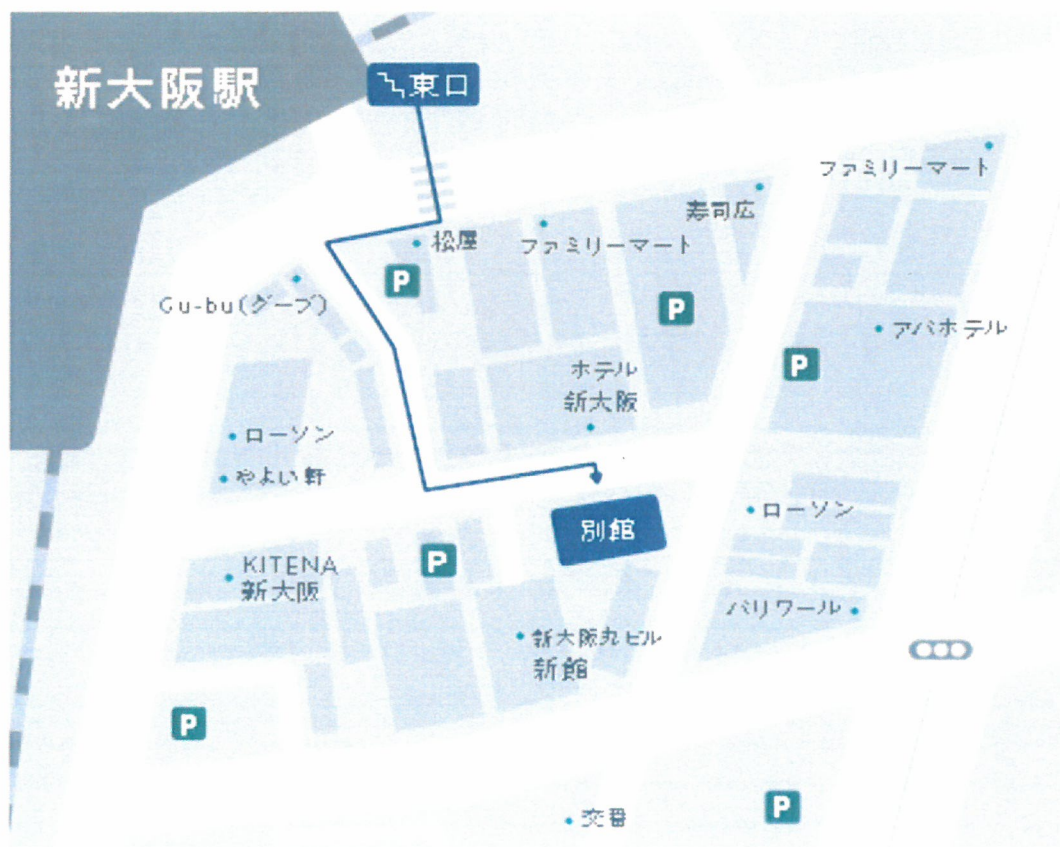 新大阪駅
東口
ファミリーマート
寿司広
松屋
ファミリーマート
P
Gu-bu(グーブ)
P
アパホテル
P
ホテル
新大阪
ローソン
やよい軒
ローソン
別館
P
KITENA
新大阪
パリワール
新大阪丸ビル
新館
P
P
交番